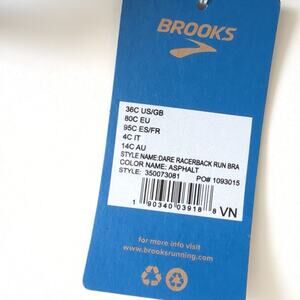 BROOKS
36C US/GB
80C EU
95C ES/FR
4C IT
14C AU
STYLE NAME:DARE RACERBACK RUN BRA
COLOR NAME: ASPHALT
STYLE: 350073081 PO# 1093015
1 90340 03918 8 VN
for more info visit
www.brooksrunning.com